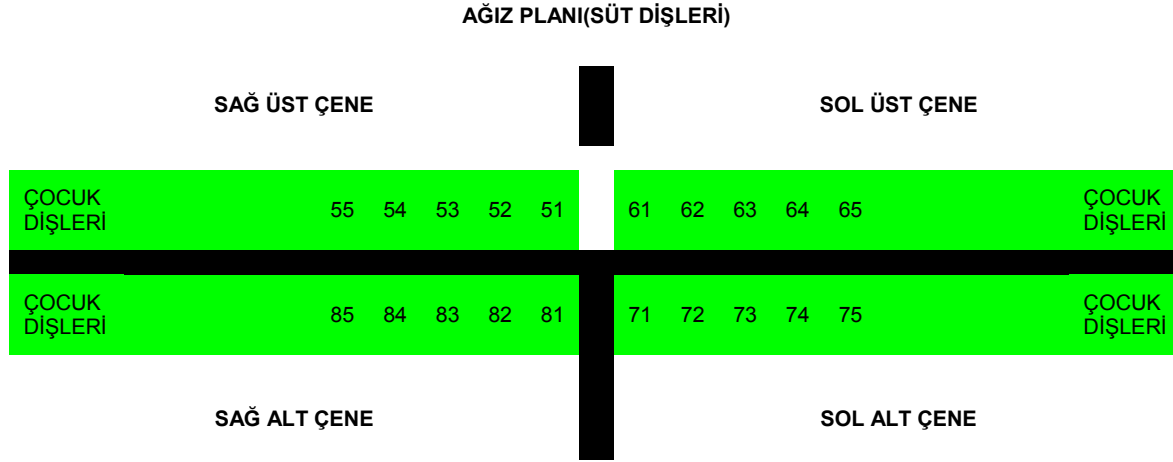 AĞIZ PLANI(SÜT DİŞLERİ)
SAĞ ÜST ÇENE
SOL ÜST ÇENE
ÇOCUK
DİŞLERİ
55 54 53 52 51
61 62 63 64 65
ÇOCUK
DİŞLERİ
ÇOCUK
DİŞLERİ
85 84 83 82 81
71 72 73 74 75
ÇOCUK
DİŞLERİ
SAĞ ALT ÇENE
SOL ALT ÇENE